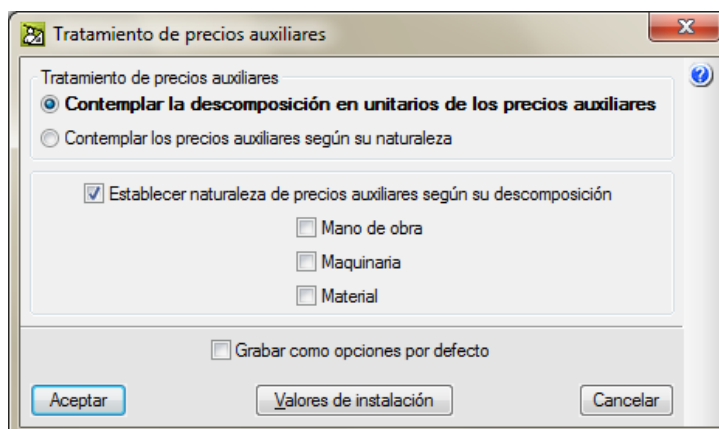 Tratamiento de precios auxiliares
Tratamiento de precios auxiliares
Contemplar la descomposición en unitarios de los precios auxiliares
Contemplar los precios auxiliares según su naturaleza
Establecer naturaleza de precios auxiliares según su descomposición
Mano de obra
Maquinaria
Material
Grabar como opciones por defecto
Aceptar
Valores de instalación
Cancelar